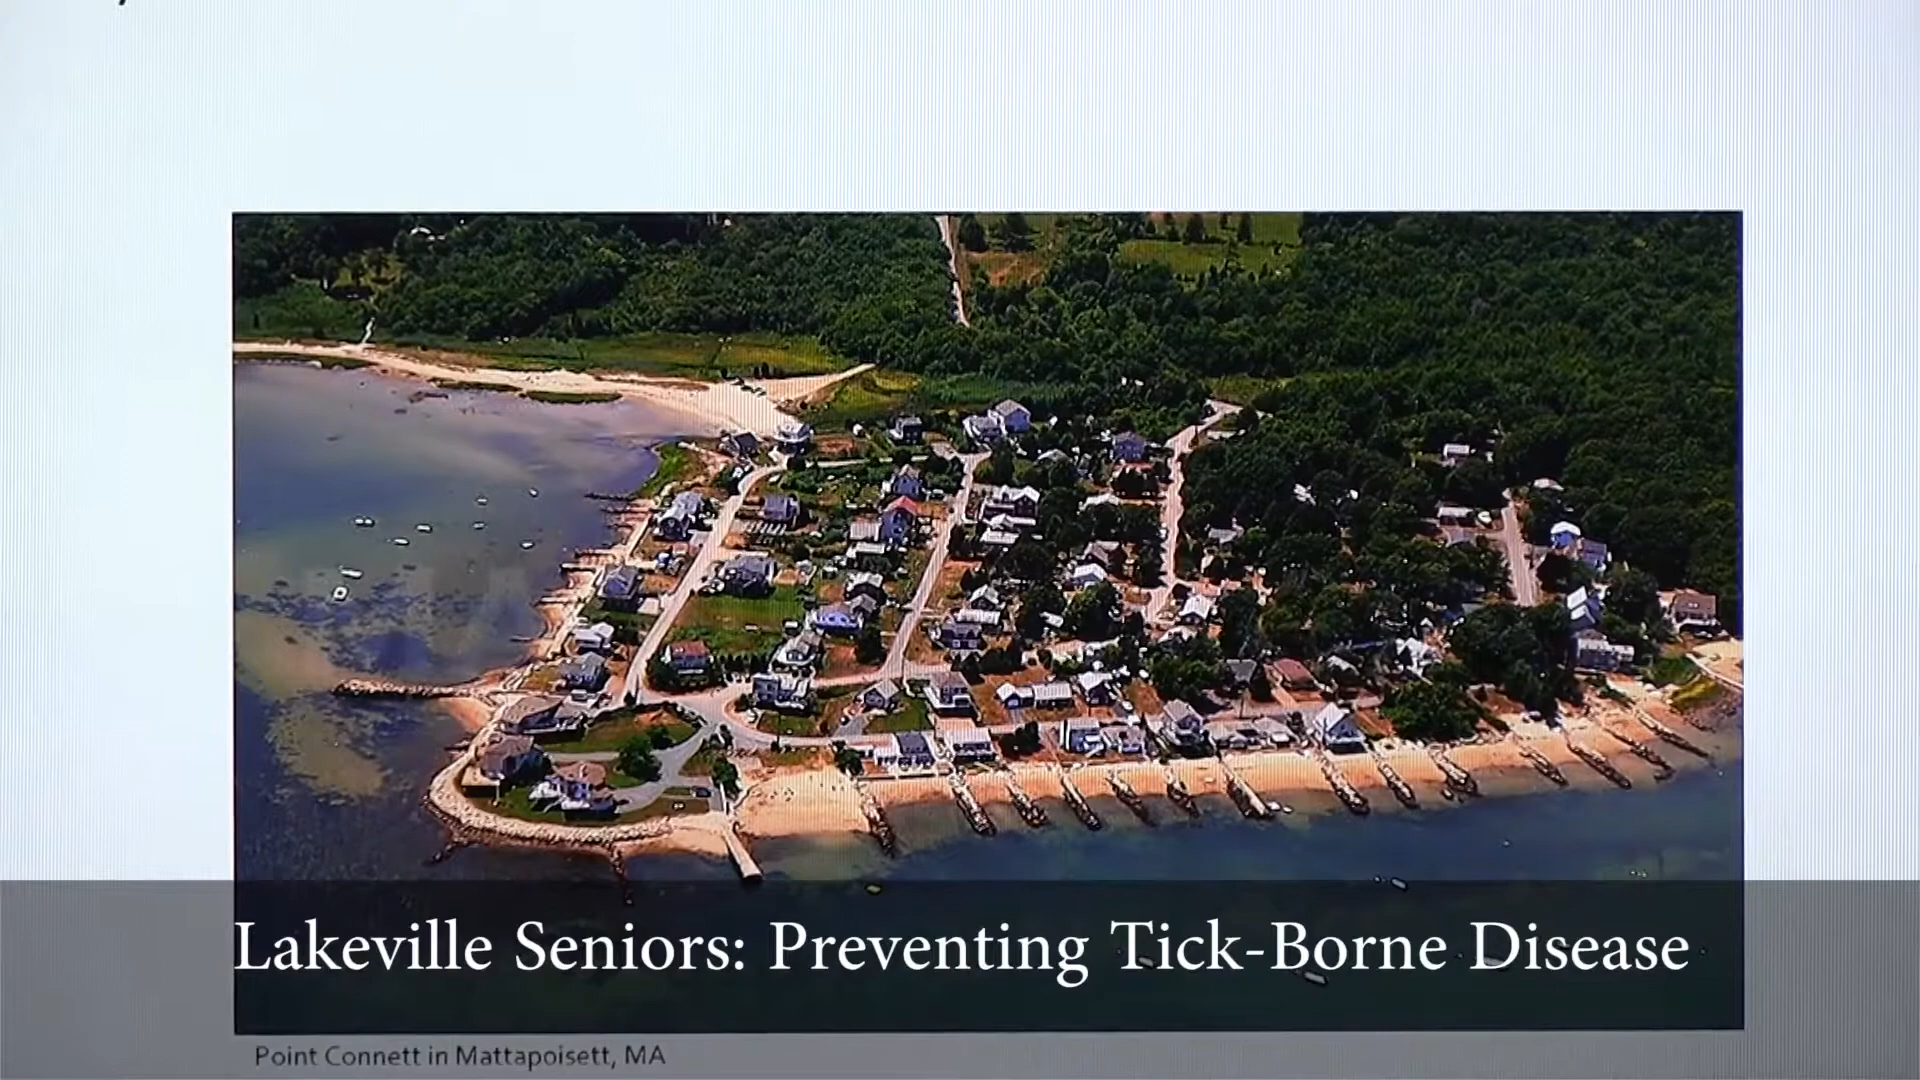 Lakeville Seniors: Preventing Tick-Borne Disease
Point Connett in Mattapoisett, MA